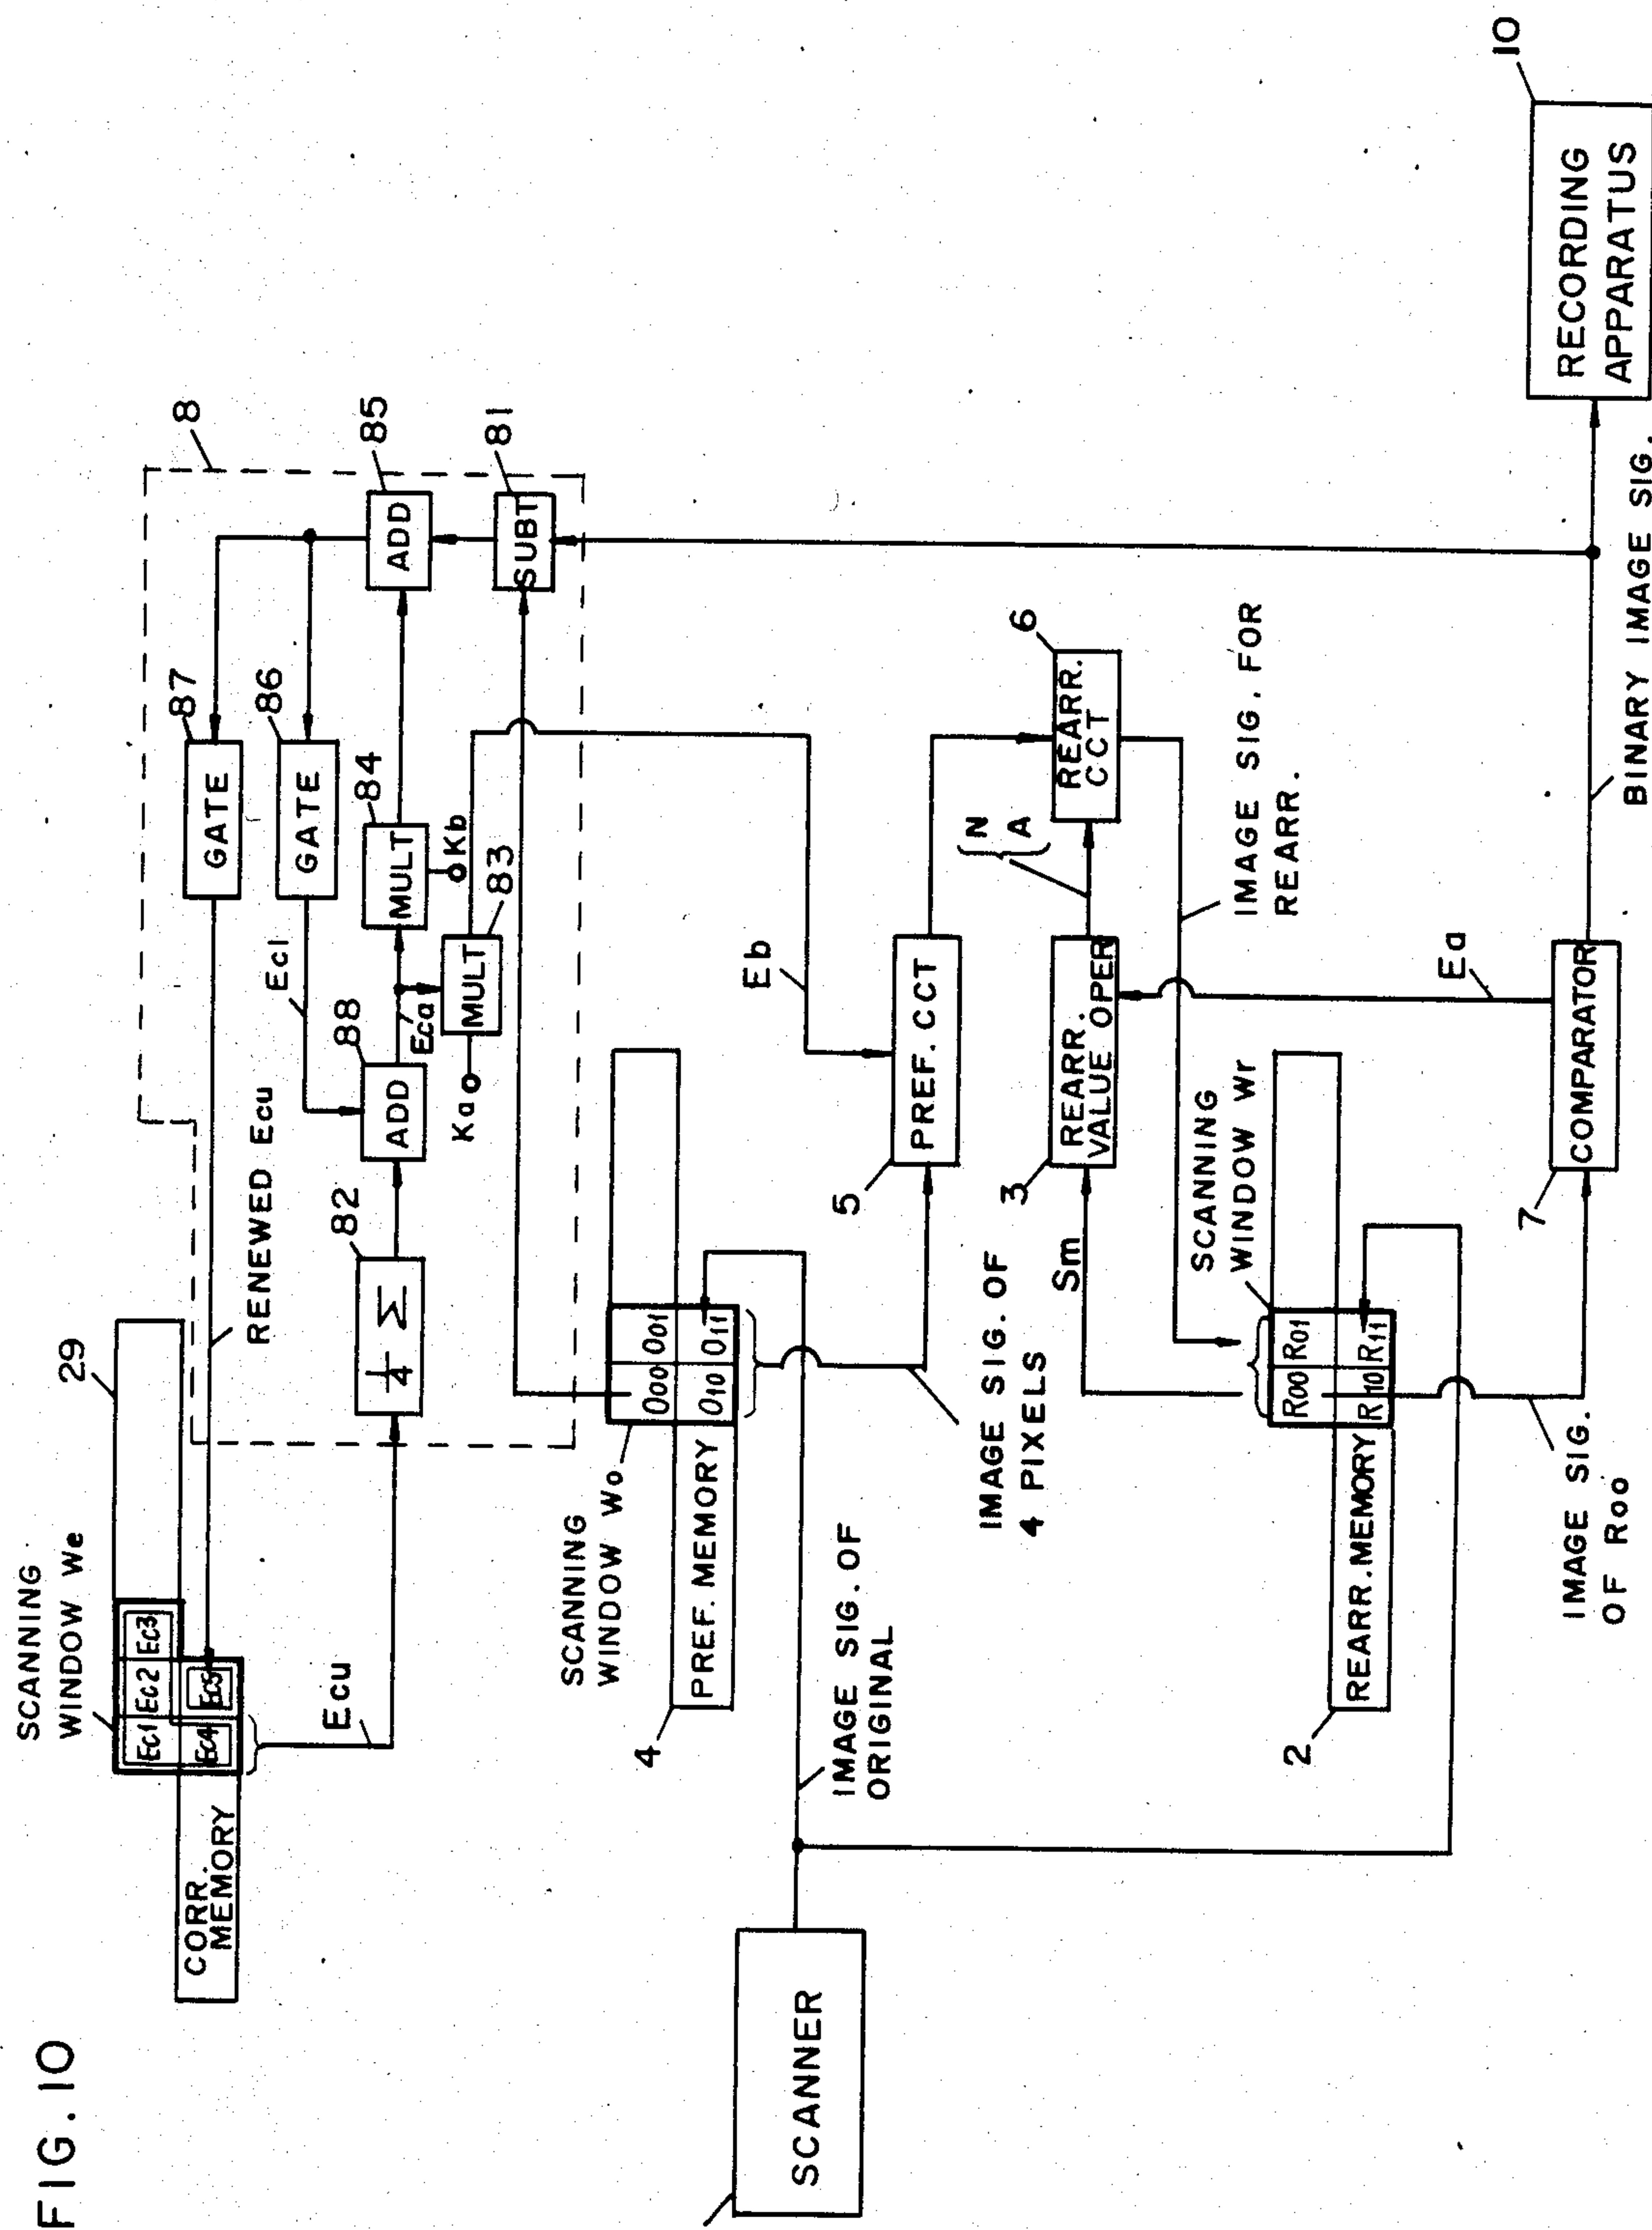 FIG. 10
SCANNING
WINDOW We
29
CORR.
MEMORY
Ec1 Ec2 Ec3
Ec4 Ec5
RENEWED Ecu
Ecu
82
1/4 Σ
88
ADD
Ec1
Eca
Ka
87
GATE
86
GATE
84
MULT
Kb
83
MULT
8
85
ADD
81
SUBT
SCANNING
WINDOW Wo
4
PREF. MEMORY
O00 O01
O10 O11
IMAGE SIG. OF
ORIGINAL
SCANNER
IMAGE SIG. OF
4 PIXELS
Eb
5
PREF. CCT
6
REARR.
CCT
N
A
3
REARR.
VALUE OPER
Sm
IMAGE SIG. FOR
REARR.
SCANNING
WINDOW Wr
2
REARR. MEMORY
R00 R01
R10 R11
IMAGE SIG.
OF Roo
Ea
7
COMPARATOR
BINARY IMAGE SIG.
10
RECORDING
APPARATUS